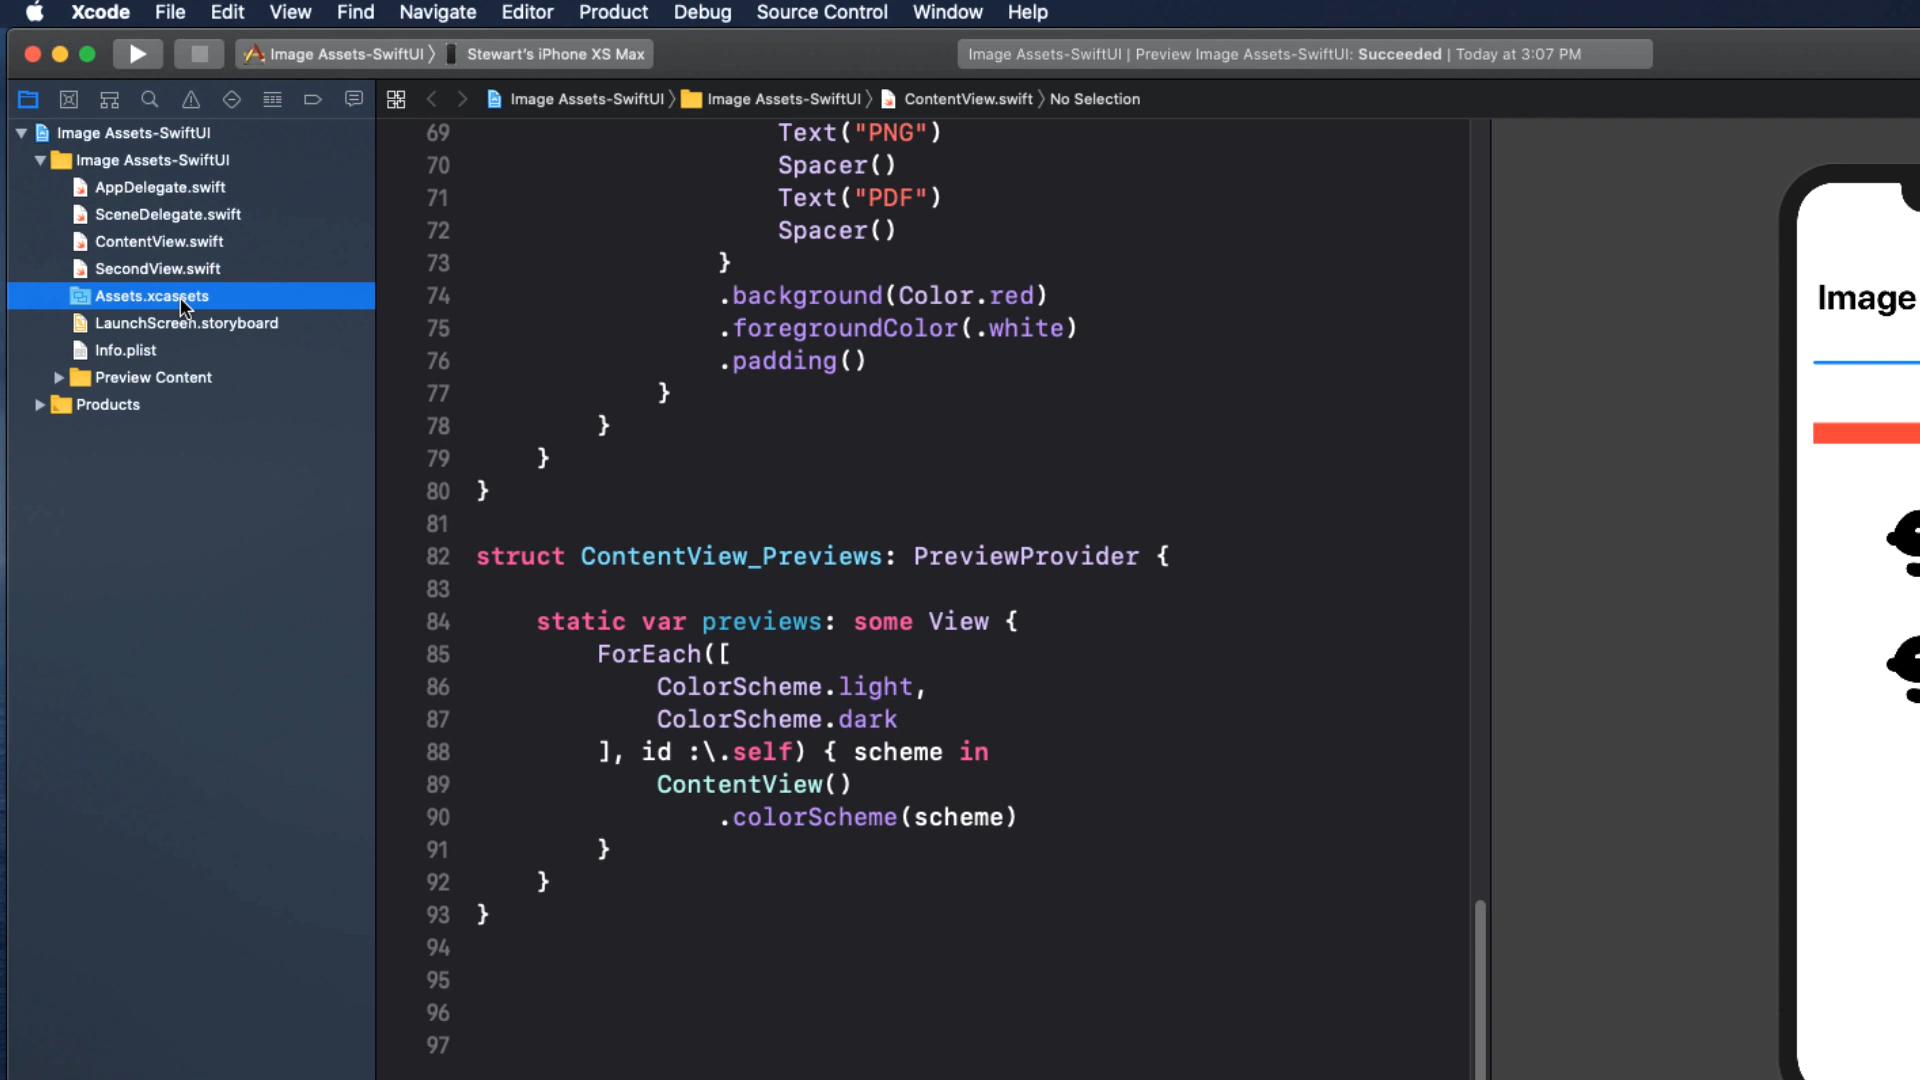 Xcode File Edit View Find Navigate Editor Product Debug Source Control Window Help
Image Assets-SwiftUI 〉 Stewart's iPhone XS Max
Image Assets-SwiftUI | Preview Image Assets-SwiftUI: Succeeded | Today at 3:07 PM
Image Assets-SwiftUI 〉 Image Assets-SwiftUI 〉 ContentView.swift 〉 No Selection
Image Assets-SwiftUI
Image Assets-SwiftUI
AppDelegate.swift
SceneDelegate.swift
ContentView.swift
SecondView.swift
Assets.xcassets
LaunchScreen.storyboard
Info.plist
Preview Content
Products
69 Text("PNG")
70 Spacer()
71 Text("PDF")
72 Spacer()
73 }
74 .background(Color.red)
75 .foregroundColor(.white)
76 .padding()
77 }
78 }
79 }
80 }
81
82 struct ContentView_Previews: PreviewProvider {
83
84 static var previews: some View {
85 ForEach([
86 ColorScheme.light,
87 ColorScheme.dark
88 ], id :\.self) { scheme in
89 ContentView()
90 .colorScheme(scheme)
91 }
92 }
93 }
94
95
96
97
Image